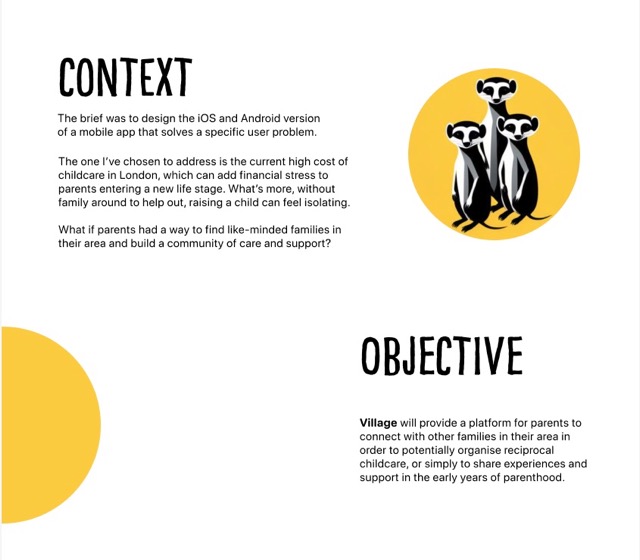 CONTEXT
The brief was to design the iOS and Android version
of a mobile app that solves a specific user problem.
The one I’ve chosen to address is the current high cost of
childcare in London, which can add financial stress to
parents entering a new life stage. What’s more, without
family around to help out, raising a child can feel isolating.
What if parents had a way to find like-minded families in
their area and build a community of care and support?
OBJECTIVE
Village will provide a platform for parents to
connect with other families in their area in
order to potentially organise reciprocal
childcare, or simply to share experiences and
support in the early years of parenthood.